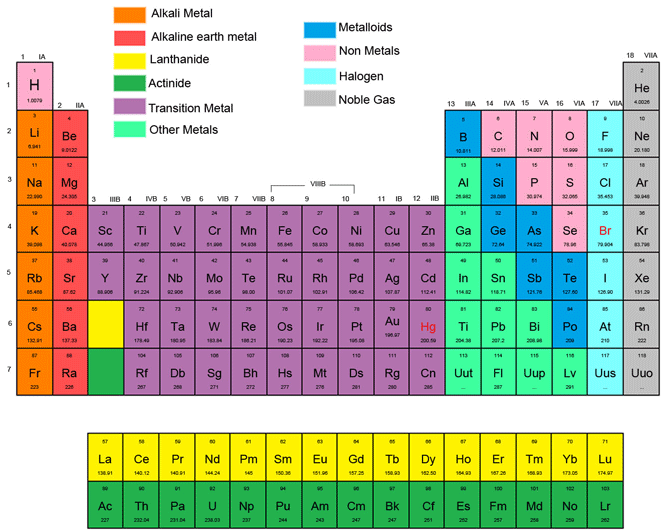 Alkali Metal
Alkaline earth metal
Lanthanide
Actinide
Transition Metal
Other Metals
Metalloids
Non Metals
Halogen
Noble Gas
1 IA
18 VIIA
1
1 2
H He
1.0079 4.0026
2 IIA 13 IIIA 14 IVA 15 VA 16 VIA 17 VIIA
2
3 4 5 6 7 8 9 10
Li Be B C N O F Ne
6.941 9.0122 10.811 12.011 14.007 15.999 18.998 20.180
3
11 12 13 14 15 16 17 18
Na Mg Al Si P S Cl Ar
22.990 24.305 26.982 28.086 30.974 32.065 35.453 39.948
VIIIB
3 IIIB 4 IVB 5 VB 6 VIB 7 VIIB 8 9 10 11 IB 12 IIB
4
19 20 21 22 23 24 25 26 27 28 29 30 31 32 33 34 35 36
K Ca Sc Ti V Cr Mn Fe Co Ni Cu Zn Ga Ge As Se Br Kr
39.098 40.078 44.956 47.867 50.942 51.996 54.938 55.845 58.933 58.693 63.546 65.38 69.723 72.64 74.922 78.96 79.904 83.798
5
37 38 39 40 41 42 43 44 45 46 47 48 49 50 51 52 53 54
Rb Sr Y Zr Nb Mo Te Ru Rh Pd Ag Cd In Sn Sb Te I Xe
85.468 87.62 88.906 91.224 92.906 95.96 98.00 101.07 102.91 106.42 107.87 112.41 114.82 118.71 121.76 127.60 126.90 131.29
6
55 56 72 73 74 75 76 77 78 79 80 81 82 83 84 85 86
Cs Ba Hf Ta W Re Os Ir Pt Au Hg Ti Pb Bi Po At Rn
132.91 137.33 178.49 180.95 183.84 186.21 190.23 192.22 195.08 196.97 200.59 204.38 207.2 208.98 209 210 222
7
87 88 104 105 106 107 108 109 110 111 112 113 114 115 116 117 118
Fr Ra Rf Db Sg Bh Hs Mt Ds Rg Cn Uut Fl Uup Lv Uus Uuo
223 226 267 268 271 272 277 276 281 280 285 ... 287 ... 291 ... ...
57 58 59 60 61 62 63 64 65 66 67 68 69 70 71
La Ce Pr Nd Pm Sm Eu Gd Tb Dy Ho Er Tm Yb Lu
138.91 140.12 140.91 144.24 145 150.36 151.96 157.25 158.93 162.50 164.93 167.26 168.93 173.05 174.97
89 90 91 92 93 94 95 96 97 98 99 100 101 102 103
Ac Th Pa U Np Pu Am Cm Bk Cf Es Fm Md No Lr
227 232.04 231.04 238.03 237 244 243 247 247 251 252 257 258 259 262